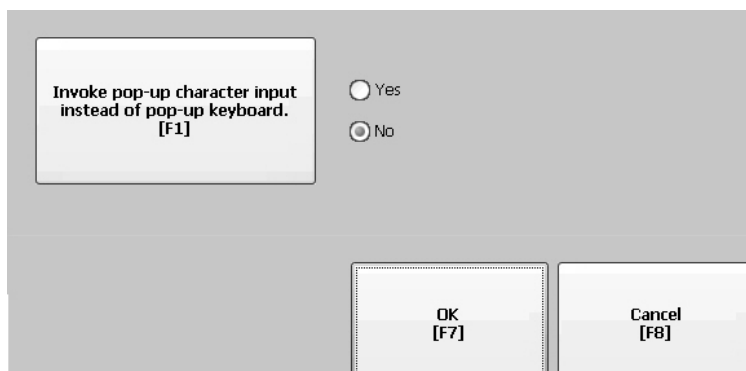 Invoke pop-up character input
instead of pop-up keyboard.
[F1]
Yes
No
OK
[F7]
Cancel
[F8]